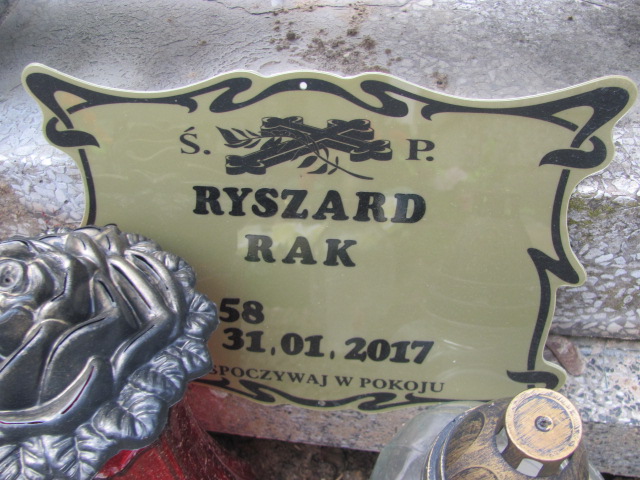 Ś. P.
RYSZARD
RAK
58
31.01.2017
SPOCZYWAJ W POKOJU